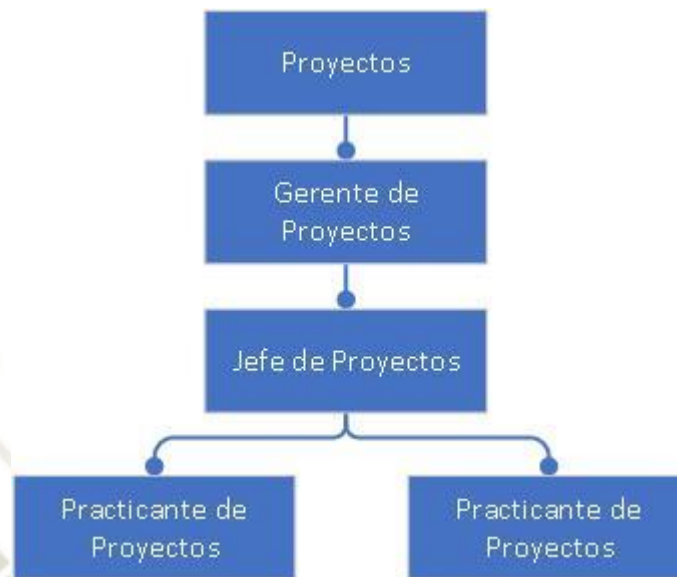 Proyectos
Gerente de
Proyectos
Jefe de Proyectos
Practicante de
Proyectos
Practicante de
Proyectos